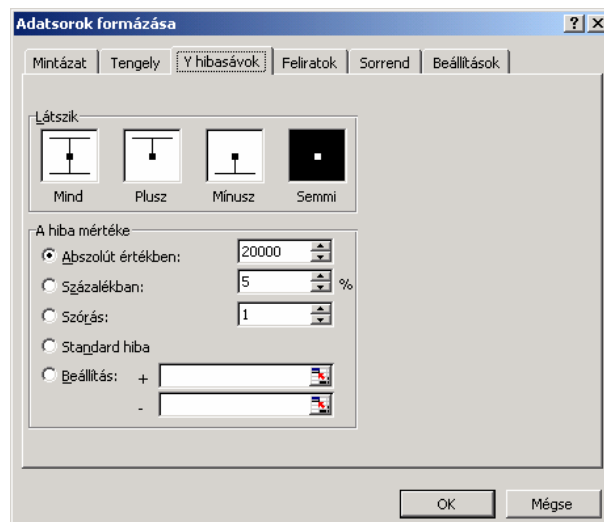 Adatsorok formázása
Mintázat Tengely Y hibasávok Feliratok Sorrend Beállítások
Látszik
Mind Plusz Mínusz Semmi
A hiba mértéke
Abszolút értékben: 20000
Százalékban: 5 %
Szórás: 1
Standard hiba
Beállítás: +
-
OK Mégse